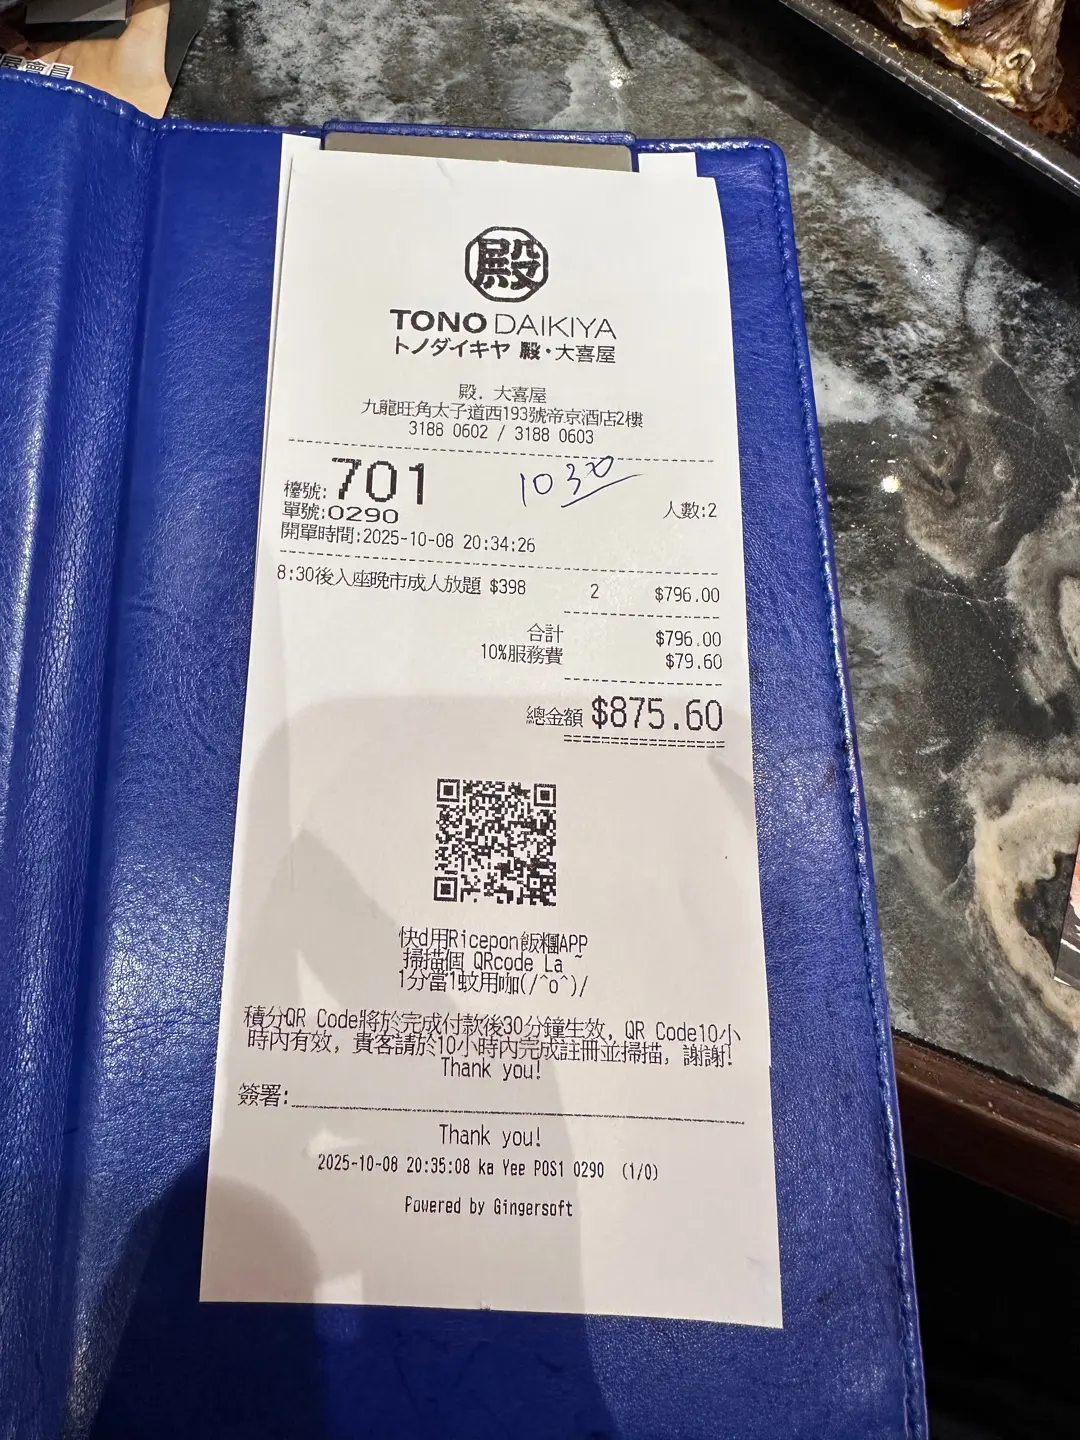 屋會員
殿
TONO DAIKIYA
トノダイキヤ 殿・大喜屋
殿. 大喜屋
九龍旺角太子道西193號帝京酒店2樓
3188 0602 / 3188 0603
檯號:701
1030
單號:0290
人數:2
開單時間:2025-10-08 20:34:26
8:30後入座晚市成人放題 $398 2 $796.00
合計 $796.00
10%服務費 $79.60
總金額 $875.60
快d用Ricepon飯糰APP
掃描個 QRcode La ~
1分當1蚊用咖(/^o^)/
積分QR Code將於完成付款後30分鐘生效, QR Code10小
時內有效, 貴客請於10小時內完成註冊並掃描, 謝謝!
Thank you!
簽署:
Thank you!
2025-10-08 20:35:08 ka Yee POS1 0290 (1/0)
Powered by Gingersoft